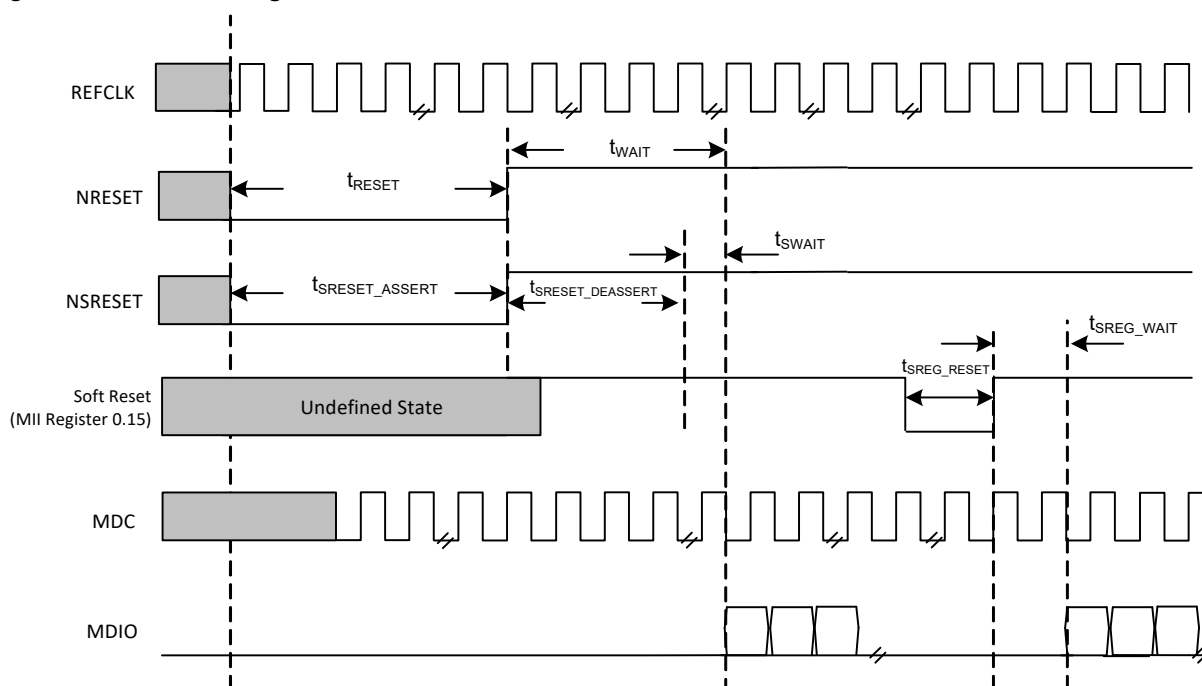 REFCLK
tWAIT
tRESET
NRESET
tSWAIT
tSRESET_ASSERT
tSRESET_DEASSERT
NSRESET
tSREG_WAIT
tSREG_RESET
Soft Reset
(MII Register 0.15)
Undefined State
MDC
MDIO